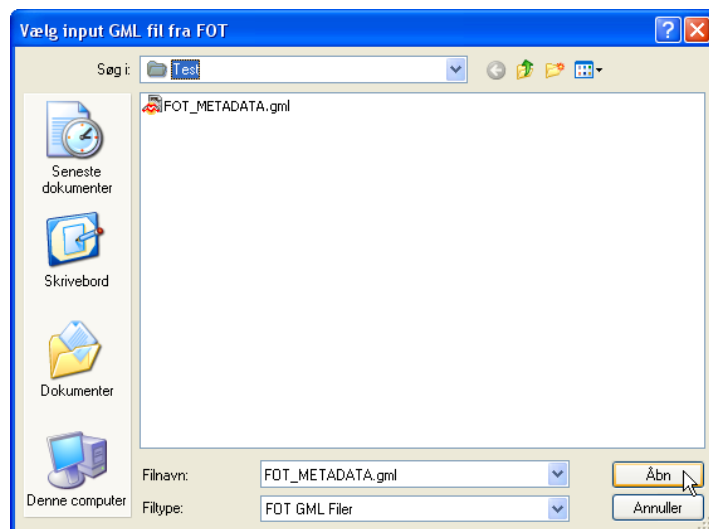 Vælg input GML fil fra FOT
Søg i:
Test
FOT_METADATA.gml
Seneste
dokumenter
Skrivebord
Dokumenter
Denne computer
Filnavn:
FOT_METADATA.gml
Åbn
Filtype:
FOT GML Filer
Annuller